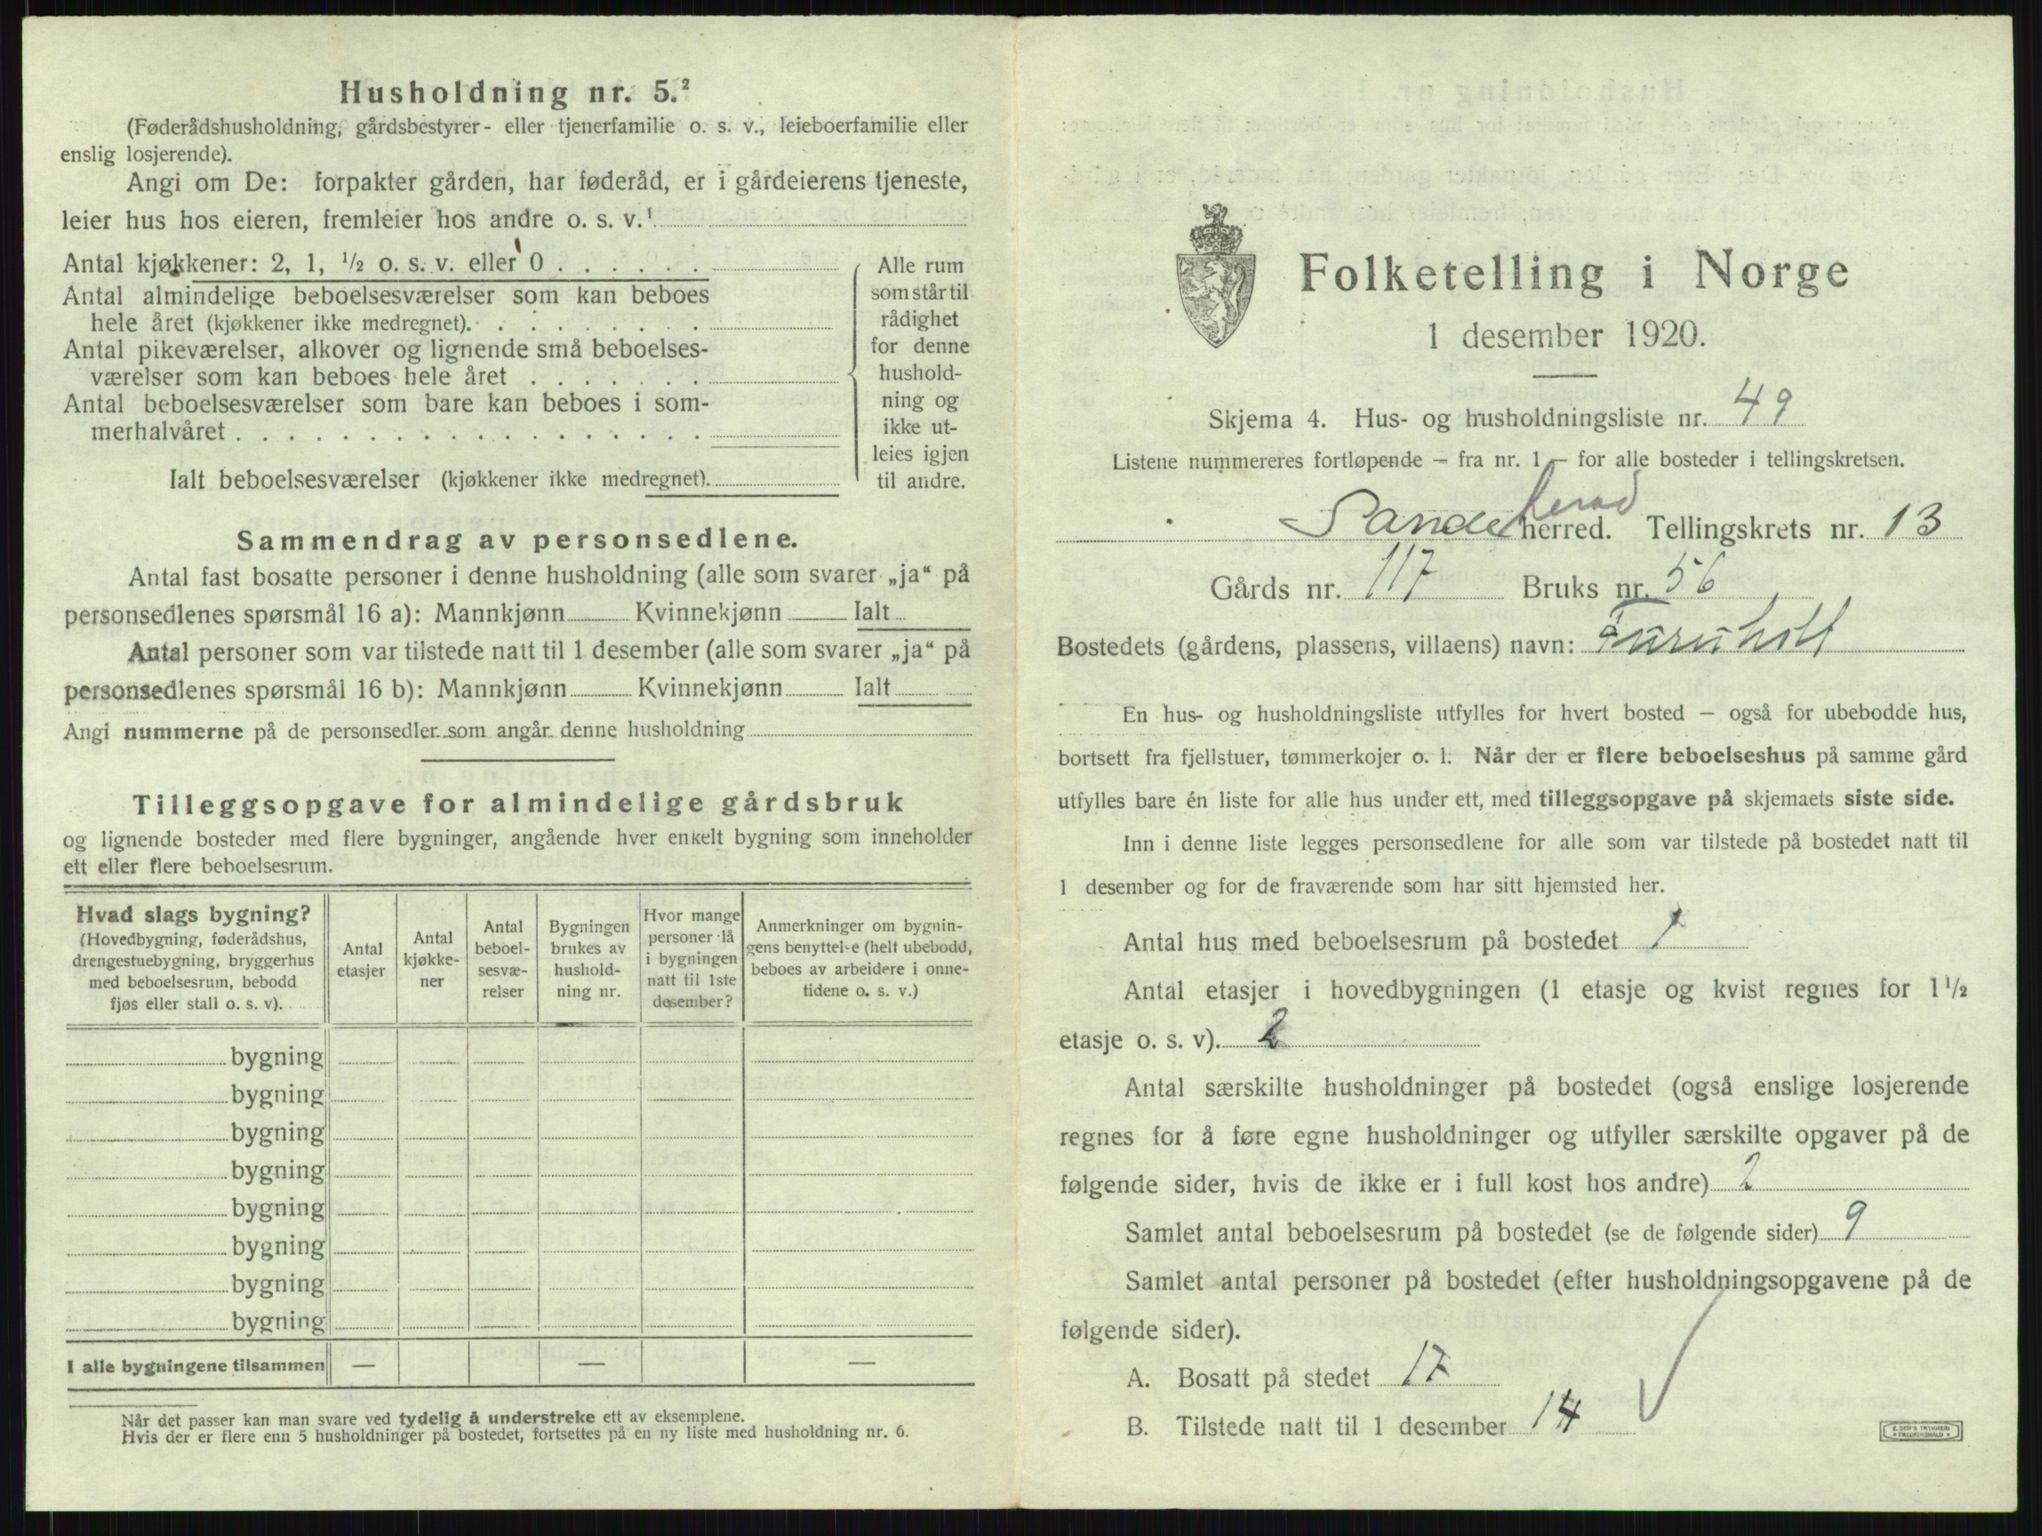 Husholdning nr. 5.²
(Føderådshusholdning, gårdsbestyrer- eller tjenerfamilie o. s. v., leieboerfamilie eller
enslig losjerende).
Angi om De: forpakter gården, har føderåd, er i gårdeierens tjeneste,
leier hus hos eieren, fremleier hos andre o. s. v.¹
Antal kjøkkener: 2, 1, ½ o. s. v. eller 0 . . . . . .
Antal almindelige beboelsesværelser som kan beboes
hele året (kjøkkener ikke medregnet). . . . . . . . .
Antal pikeværelser, alkover og lignende små beboelses-
værelser som kan beboes hele året . . . . . . .
Antal beboelsesværelser som bare kan beboes i som-
merhalvåret . . . . . . . . . . . . . . . . . .
Ialt beboelsesværelser (kjøkkener ikke medregnet).
Alle rum
som står til
rådighet
for denne
hushold-
ning og
ikke ut-
leies igjen
til andre.
Sammendrag av personsedlene.
Antal fast bosatte personer i denne husholdning (alle som svarer „ja“ på
personsedlenes spørsmål 16 a): Mannkjønn Kvinnekjønn Ialt
Antal personer som var tilstede natt til 1 desember (alle som svarer „ja“ på
personsedlenes spørsmål 16 b): Mannkjønn Kvinnekjønn Ialt
Angi nummerne på de personsedler som angår denne husholdning
Tilleggsopgave for almindelige gårdsbruk
og lignende bosteder med flere bygninger, angående hver enkelt bygning som inneholder
ett eller flere beboelsesrum.
Hvad slags bygning?
(Hovedbygning, føderådshus,
drengestuebygning, bryggerhus
med beboelsesrum, bebodd
fjøs eller stall o. s. v).
Antal
etasjer
Antal
kjøkke-
ner
Antal
beboel-
sesvæ-
relser
Bygningen
brukes av
hushold-
ning nr.
Hvor mange
personer lå
i bygningen
natt til 1ste
desember?
Anmerkninger om bygnin-
gens benyttelse (helt ubebodd,
beboes av arbeidere i onne-
tidene o. s. v.)
bygning
bygning
bygning
bygning
bygning
bygning
bygning
bygning
I alle bygningene tilsammen — — —
Når det passer kan man svare ved tydelig å understreke ett av eksemplene.
Hvis der er flere enn 5 husholdninger på bostedet, fortsettes på en ny liste med husholdning nr. 6.
Folketelling i Norge
1 desember 1920.
Skjema 4. Hus- og husholdningsliste nr. 49
Listene nummereres fortløpende – fra nr. 1 – for alle bosteder i tellingskretsen.
herad
Sande herred. Tellingskrets nr. 13
Gårds nr. 117 Bruks nr. 56
Bostedets (gårdens, plassens, villaens) navn: Furuholt
En hus- og husholdningsliste utfylles for hvert bosted – også for ubebodde hus,
bortsett fra fjellstuer, tømmerkojer o. l. Når der er flere beboelseshus på samme gård
utfylles bare én liste for alle hus under ett, med tilleggsopgave på skjemaets siste side.
Inn i denne liste legges personsedlene for alle som var tilstede på bostedet natt til
1 desember og for de fraværende som har sitt hjemsted her.
Antal hus med beboelsesrum på bostedet 1
Antal etasjer i hovedbygningen (1 etasje og kvist regnes for 1½
etasje o. s. v). 2
Antal særskilte husholdninger på bostedet (også enslige losjerende
regnes for å føre egne husholdninger og utfyller særskilte opgaver på de
følgende sider, hvis de ikke er i full kost hos andre) 2
Samlet antal beboelsesrum på bostedet (se de følgende sider) 9
Samlet antal personer på bostedet (efter husholdningsopgavene på de
følgende sider).
A. Bosatt på stedet 17
B. Tilstede natt til 1 desember 14